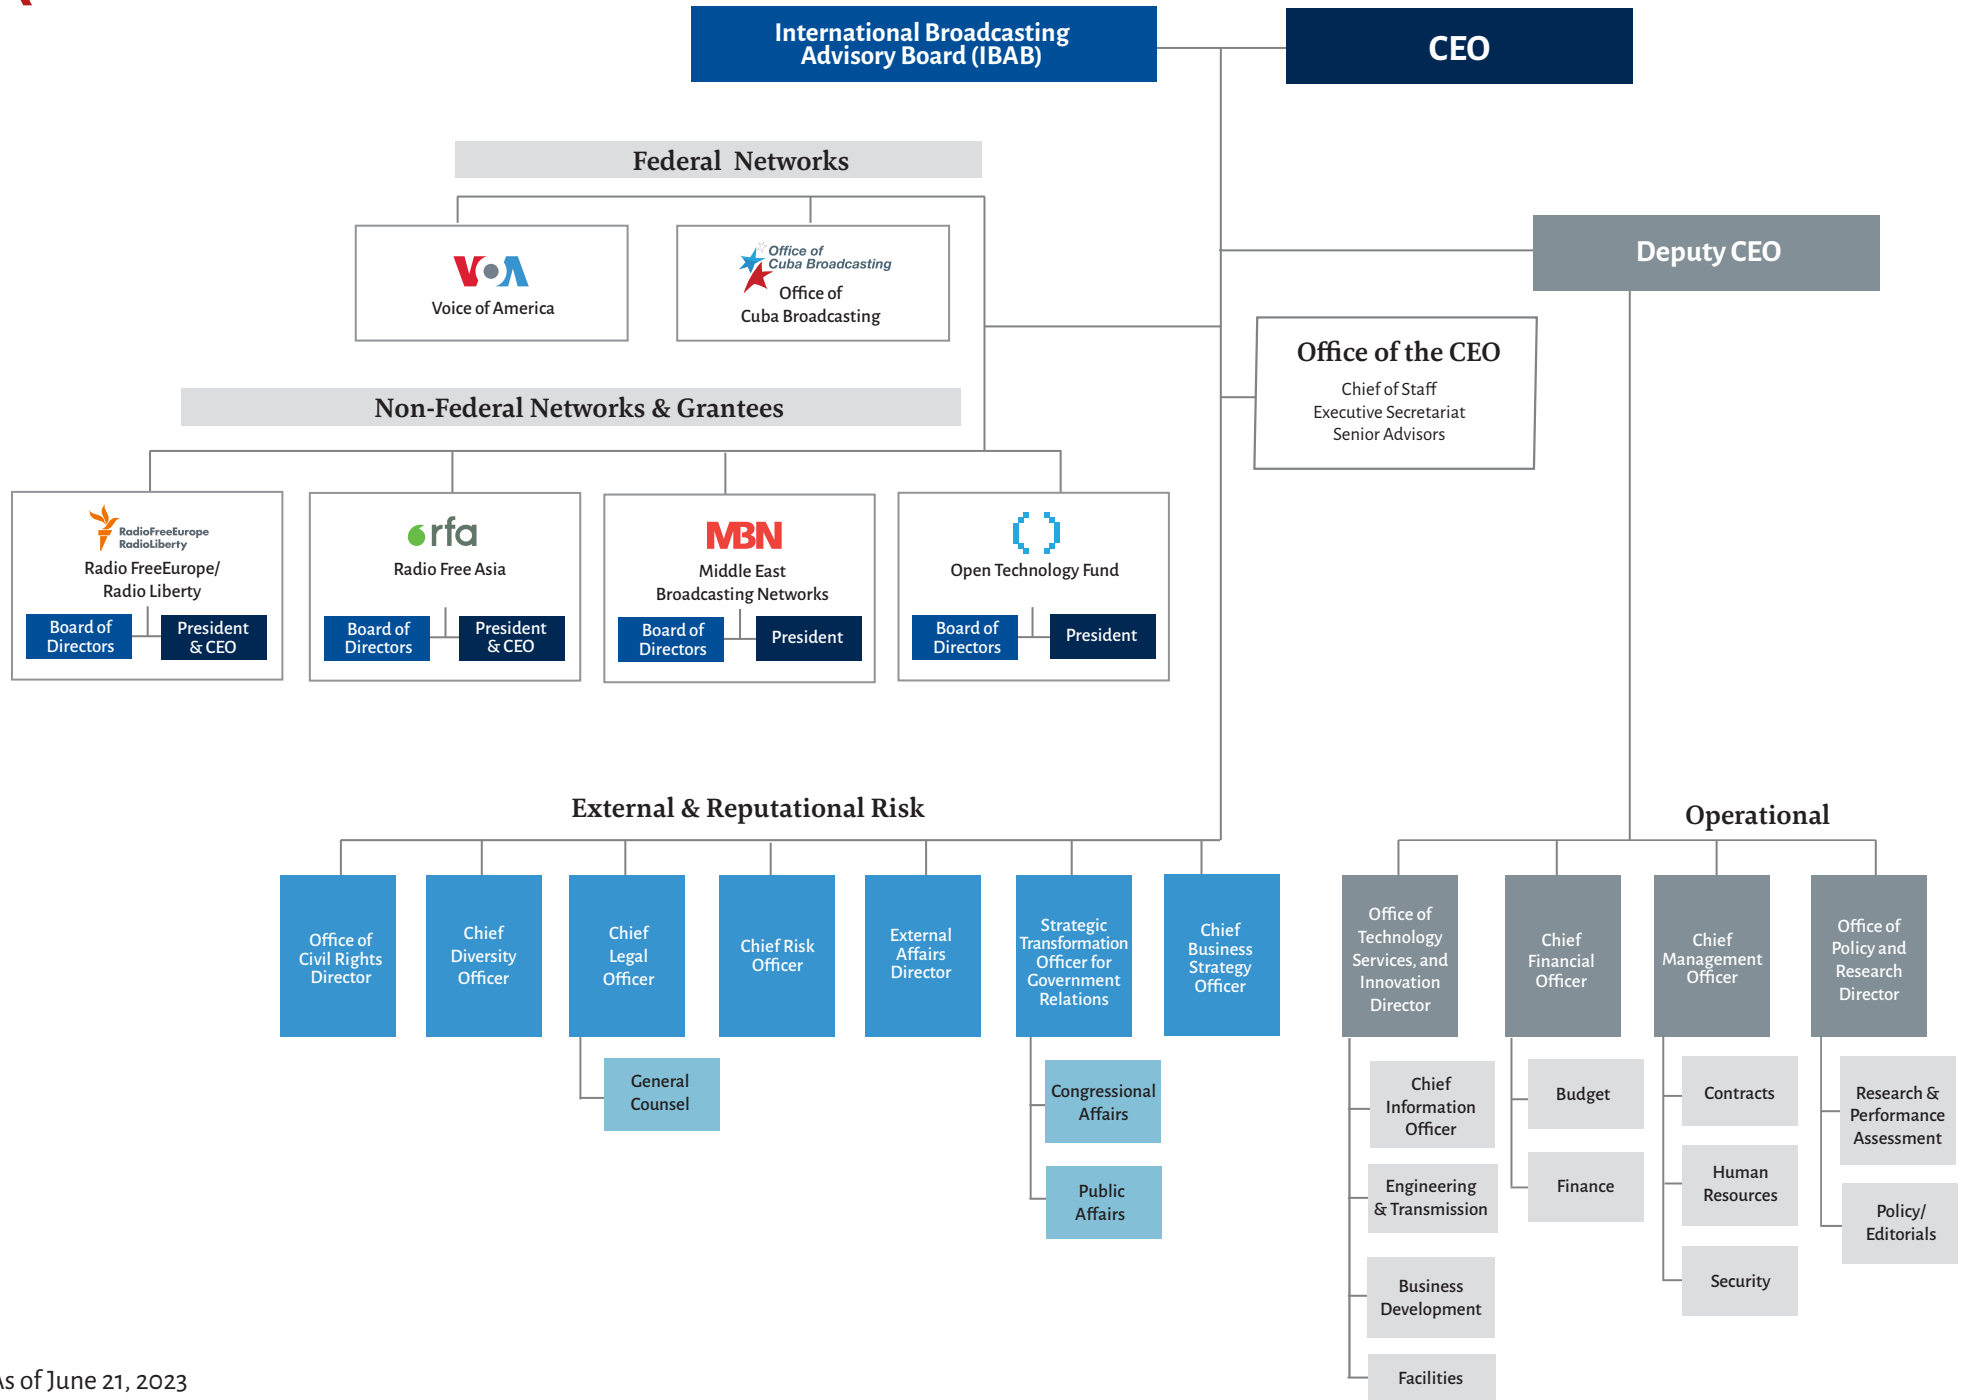 International Broadcasting
Advisory Board (IBAB)
CEO
Federal Networks
VOA
Voice of America
Office of
Cuba Broadcasting
Office of
Cuba Broadcasting
Deputy CEO
Office of the CEO
Chief of Staff
Executive Secretariat
Senior Advisors
Non-Federal Networks & Grantees
RadioFreeEurope
RadioLiberty
Radio FreeEurope/
Radio Liberty
Board of
Directors
President
& CEO
rfa
Radio Free Asia
Board of
Directors
President
& CEO
MBN
Middle East
Broadcasting Networks
Board of
Directors
President
Open Technology Fund
Board of
Directors
President
External & Reputational Risk
Office of
Civil Rights
Director
Chief
Diversity
Officer
Chief
Legal
Officer
Chief Risk
Officer
External
Affairs
Director
Strategic
Transformation
Officer for
Government
Relations
Chief
Business
Strategy
Officer
General
Counsel
Congressional
Affairs
Public
Affairs
Operational
Office of
Technology
Services, and
Innovation
Director
Chief
Financial
Officer
Chief
Management
Officer
Office of
Policy and
Research
Director
Chief
Information
Officer
Engineering
& Transmission
Business
Development
Facilities
Budget
Finance
Contracts
Human
Resources
Security
Research &
Performance
Assessment
Policy/
Editorials
As of June 21, 2023